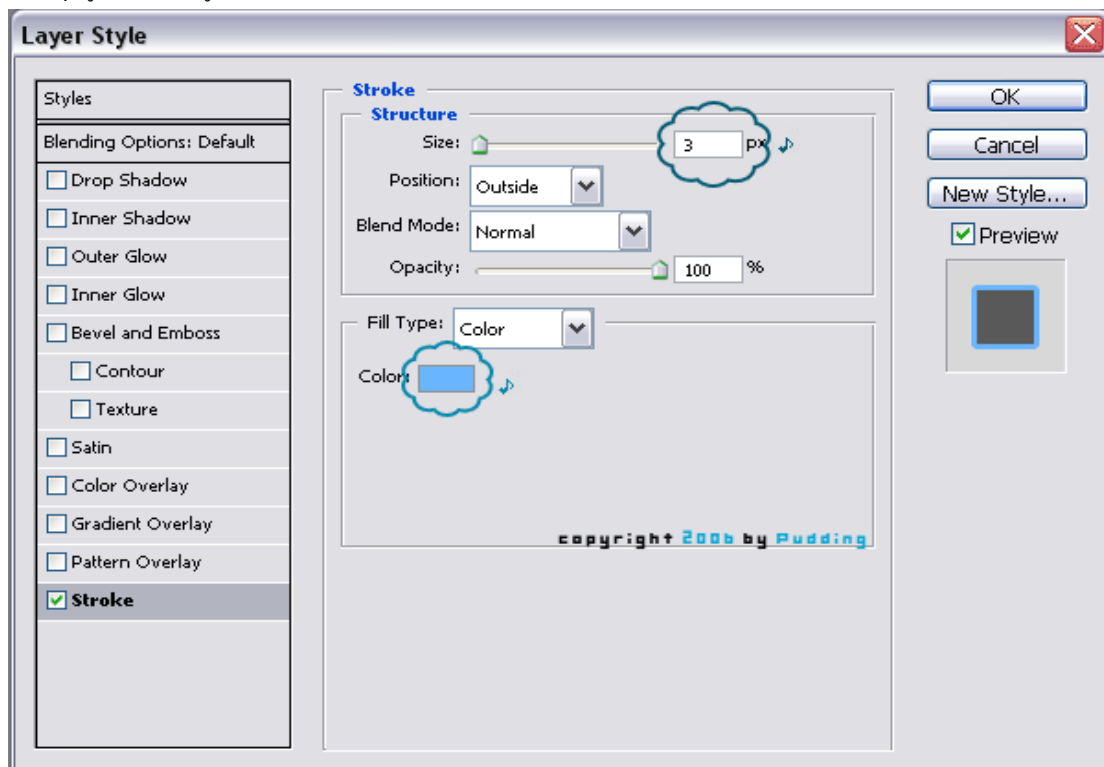 Layer Style
Styles
Blending Options: Default
Drop Shadow
Inner Shadow
Outer Glow
Inner Glow
Bevel and Emboss
Contour
Texture
Satin
Color Overlay
Gradient Overlay
Pattern Overlay
Stroke
Stroke
Structure
Size: 3 px
Position: Outside
Blend Mode: Normal
Opacity: 100 %
Fill Type: Color
Color:
copyright 2006 by Pudding
OK
Cancel
New Style...
Preview